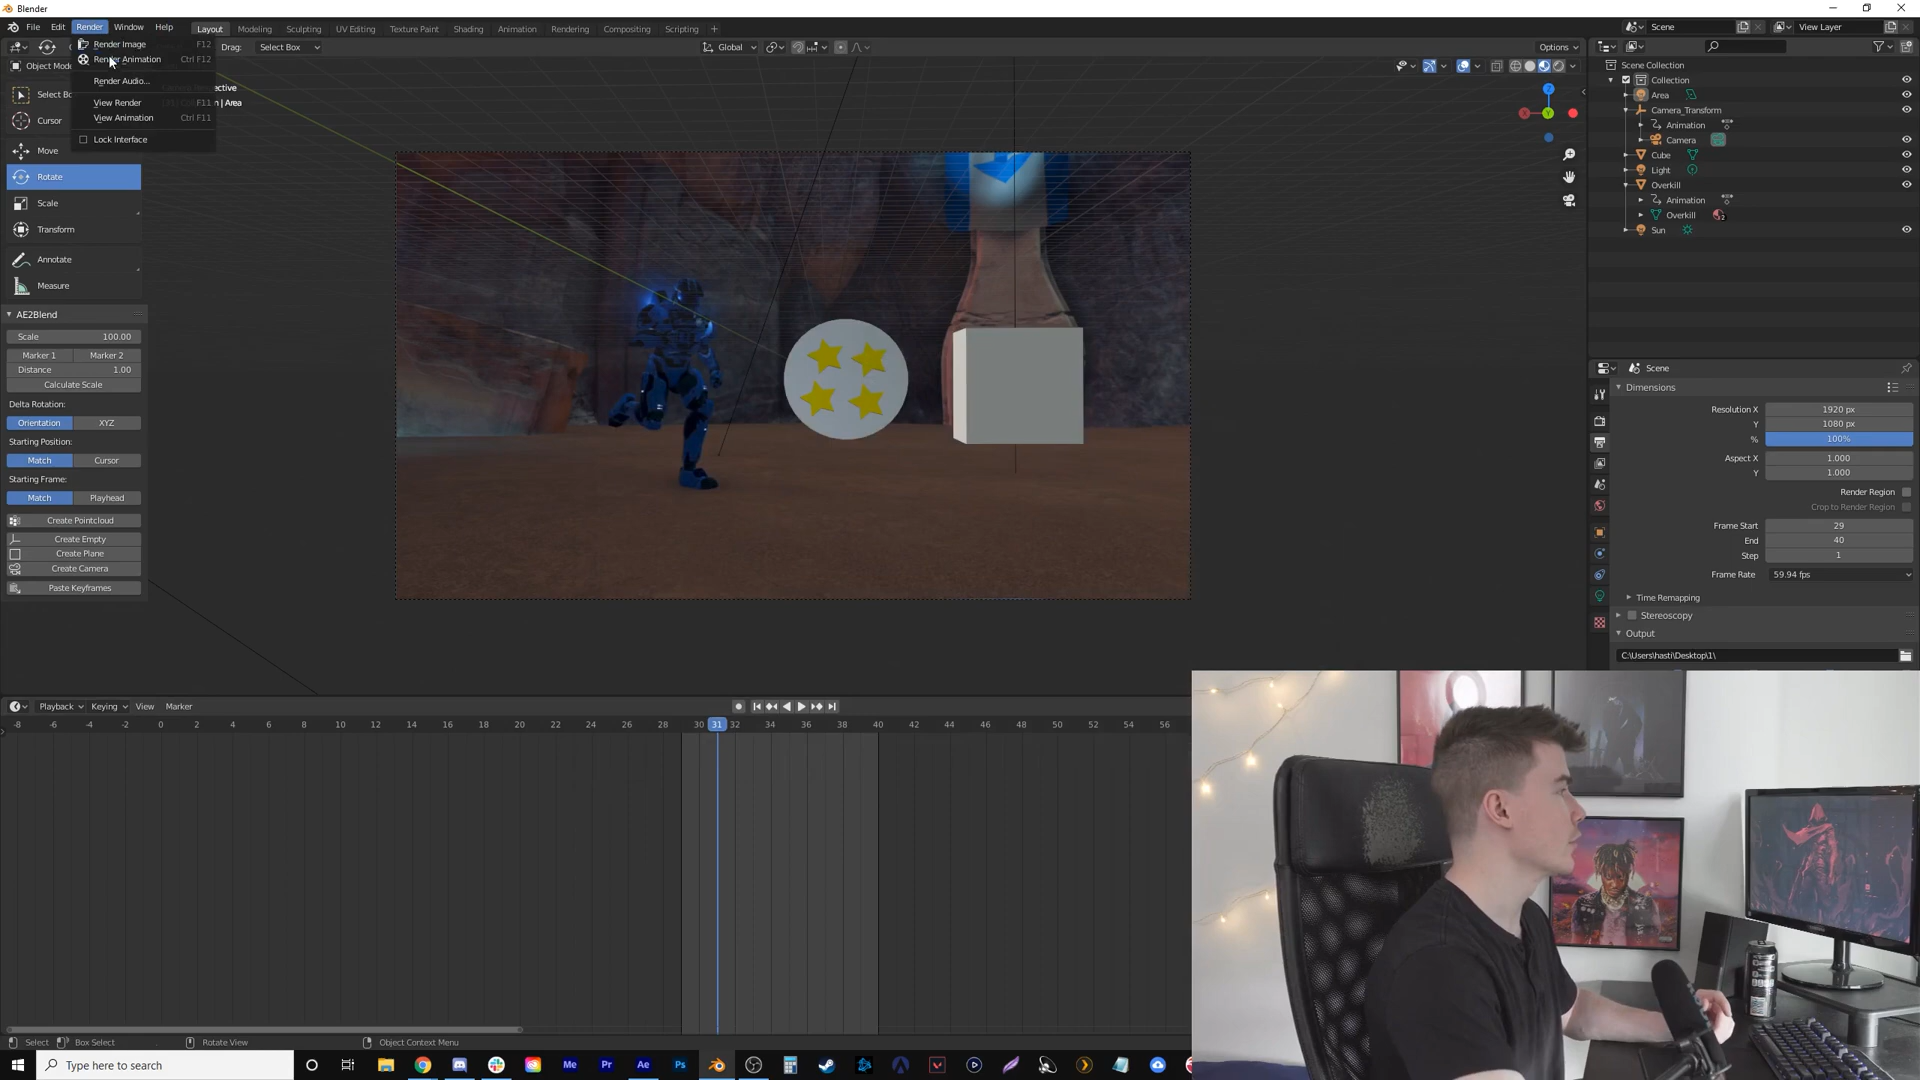 Blender
File Edit Render Window Help
Layout Modeling Sculpting UV Editing Texture Paint Shading Animation Rendering Compositing Scripting +
Scene
View Layer
Drag: Select Box
Global
Options
Render Image F12
Render Animation Ctrl F12
Render Audio...
View Render F11
View Animation Ctrl F11
Lock Interface
Object Mode
| Area
Select Bo
Cursor
Move
Rotate
Scale
Transform
Annotate
Measure
AE2Blend
Scale 100.00
Marker 1 Marker 2
Distance 1.00
Calculate Scale
Delta Rotation:
Orientation XYZ
Starting Position:
Match Cursor
Starting Frame:
Match Playhead
Create Pointcloud
Create Empty
Create Plane
Create Camera
Paste Keyframes
Z
X
Y
Scene Collection
Collection
Area
Camera_Transform
Animation
Camera
Cube
Light
Overkill
Animation
Overkill
2
Sun
Scene
Dimensions
Resolution X 1920 px
Y 1080 px
% 100%
Aspect X 1.000
Y 1.000
Render Region
Crop to Render Region
Frame Start 29
End 40
Step 1
Frame Rate 59.94 fps
Time Remapping
Stereoscopy
Output
C:\Users\hasti\Desktop\1\
Playback Keying View Marker
-8 -6 -4 -2 0 2 4 6 8 10 12 14 16 18 20 22 24 26 28 30 31 32 34 36 38 40 42 44 46 48 50 52 54 56
Select Box Select Rotate View Object Context Menu
Type here to search
Me Pr Ae Ps